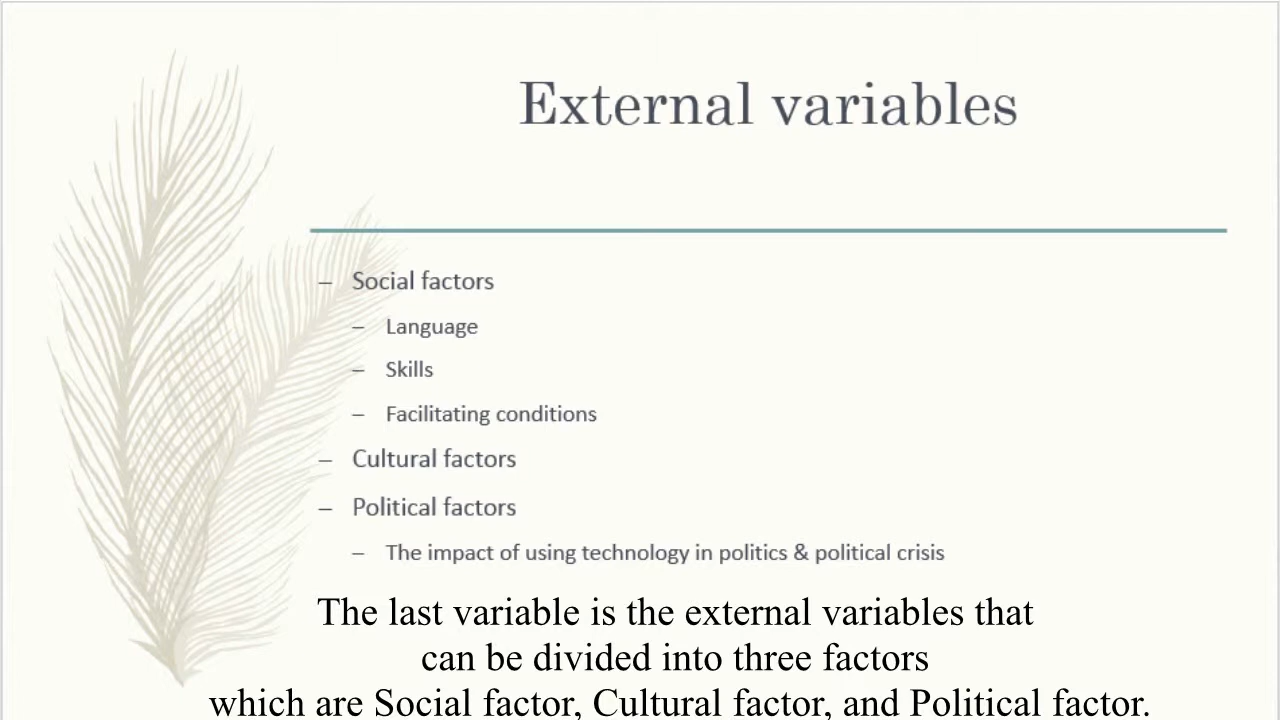 External variables
– Social factors
– Language
– Skills
– Facilitating conditions
– Cultural factors
– Political factors
– The impact of using technology in politics & political crisis
The last variable is the external variables that
can be divided into three factors
which are Social factor, Cultural factor, and Political factor.